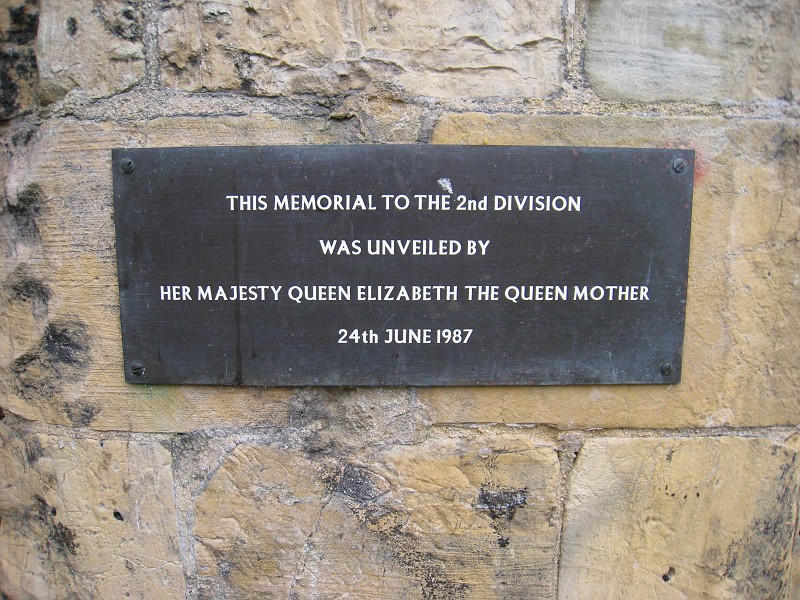 THIS MEMORIAL TO THE 2nd DIVISION
WAS UNVEILED BY
HER MAJESTY QUEEN ELIZABETH THE QUEEN MOTHER
24th JUNE 1987